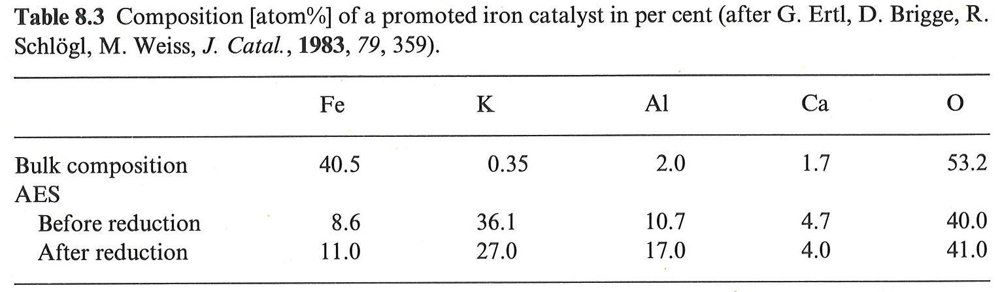 Table 8.3 Composition [atom%] of a promoted iron catalyst in per cent (after G. Ertl, D. Brigge, R.
Schlögl, M. Weiss, J. Catal., 1983, 79, 359).
Fe K Al Ca O
Bulk composition 40.5 0.35 2.0 1.7 53.2
AES
Before reduction 8.6 36.1 10.7 4.7 40.0
After reduction 11.0 27.0 17.0 4.0 41.0